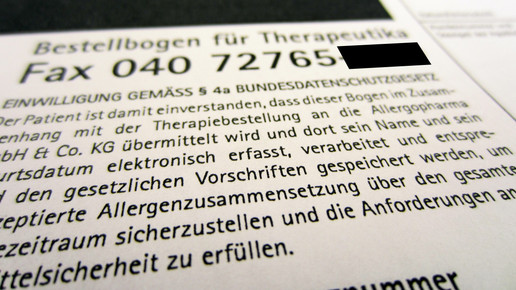 Bestellbogen für Therapeutika
Fax 040 72765-
EINWILLIGUNG GEMÄSS § 4a BUNDESDATENSCHUTZGESETZ
Der Patient ist damit einverstanden, dass dieser Bogen im Zusam-
enhang mit der Therapiebestellung an die Allergopharma
bH & Co. KG übermittelt wird und dort sein Name und sein
urtsdatum elektronisch erfasst, verarbeitet und entspre-
d den gesetzlichen Vorschriften gespeichert werden, um
zeptierte Allergenzusammensetzung über den gesamte
ezeitraum sicherzustellen und die Anforderungen an
ittelsicherheit zu erfüllen.
nummer